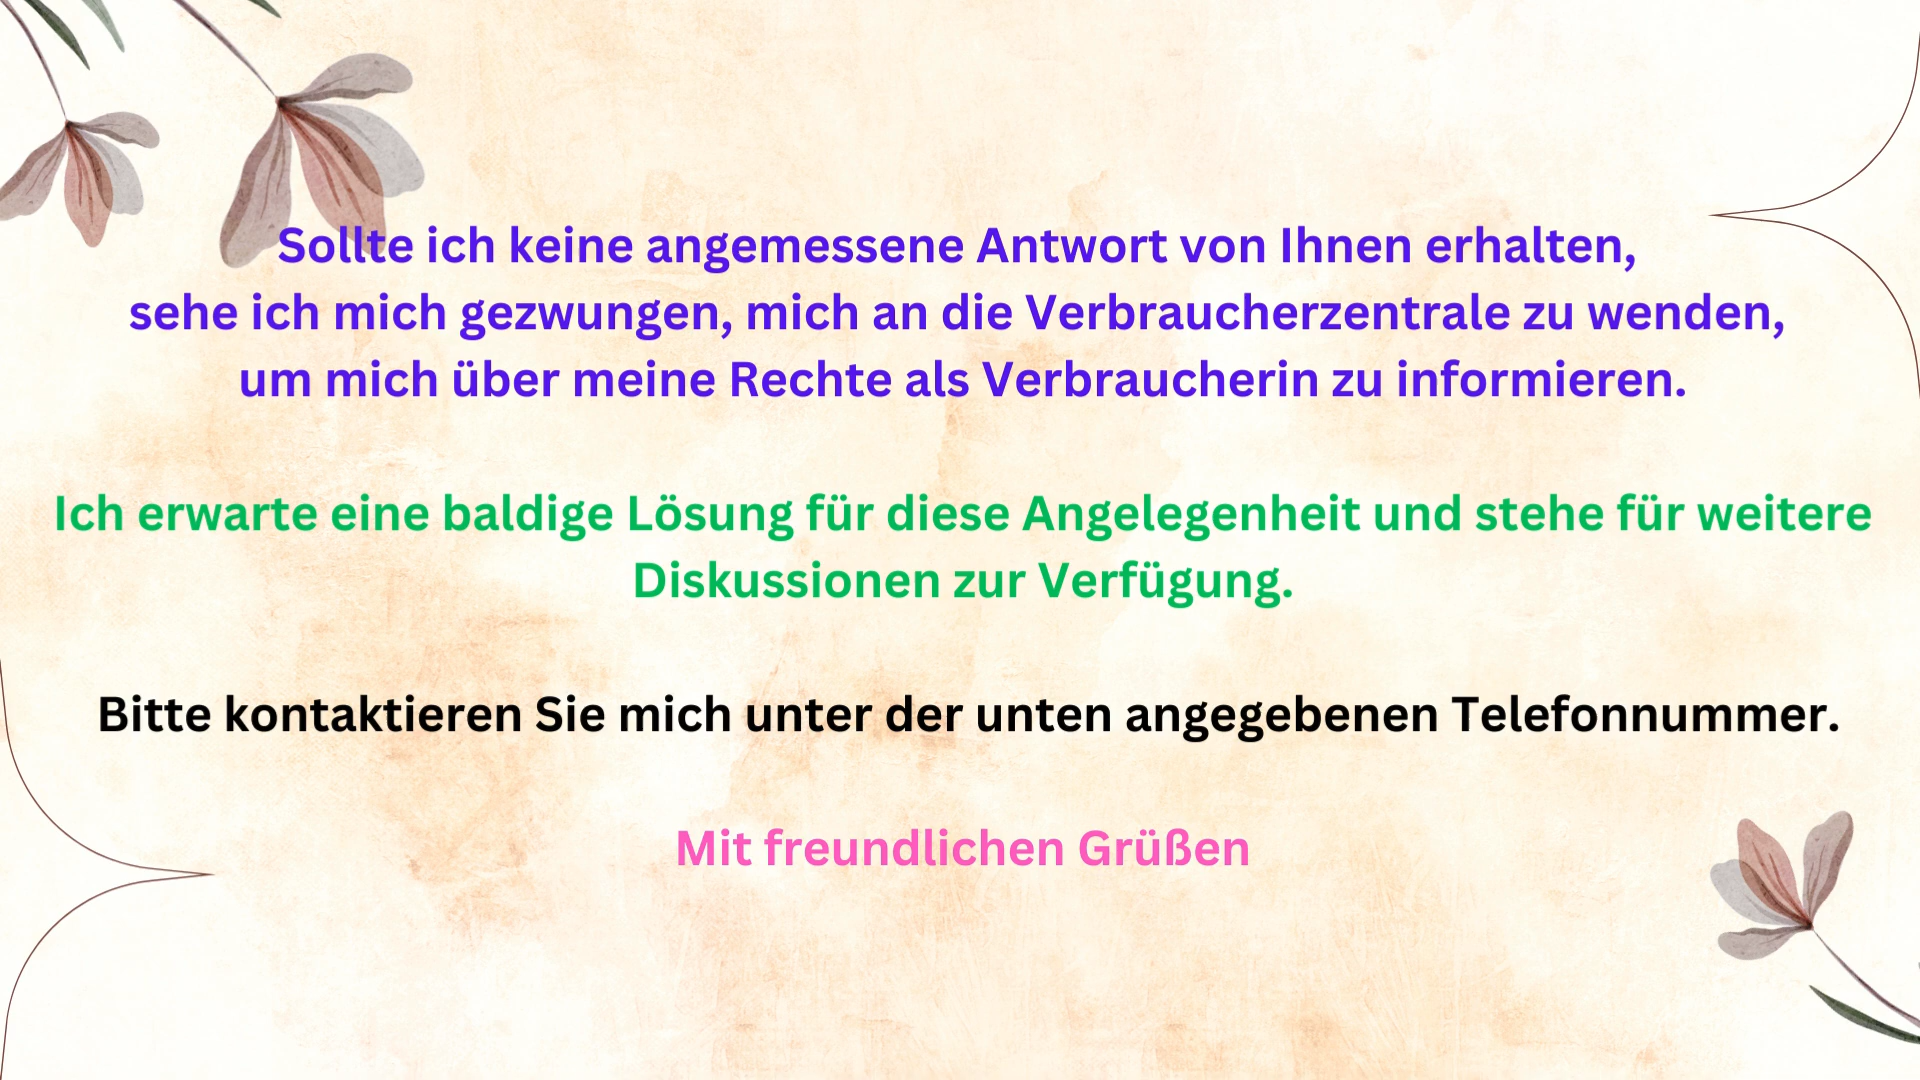 Sollte ich keine angemessene Antwort von Ihnen erhalten,
sehe ich mich gezwungen, mich an die Verbraucherzentrale zu wenden,
um mich über meine Rechte als Verbraucherin zu informieren.
Ich erwarte eine baldige Lösung für diese Angelegenheit und stehe für weitere
Diskussionen zur Verfügung.
Bitte kontaktieren Sie mich unter der unten angegebenen Telefonnummer.
Mit freundlichen Grüßen